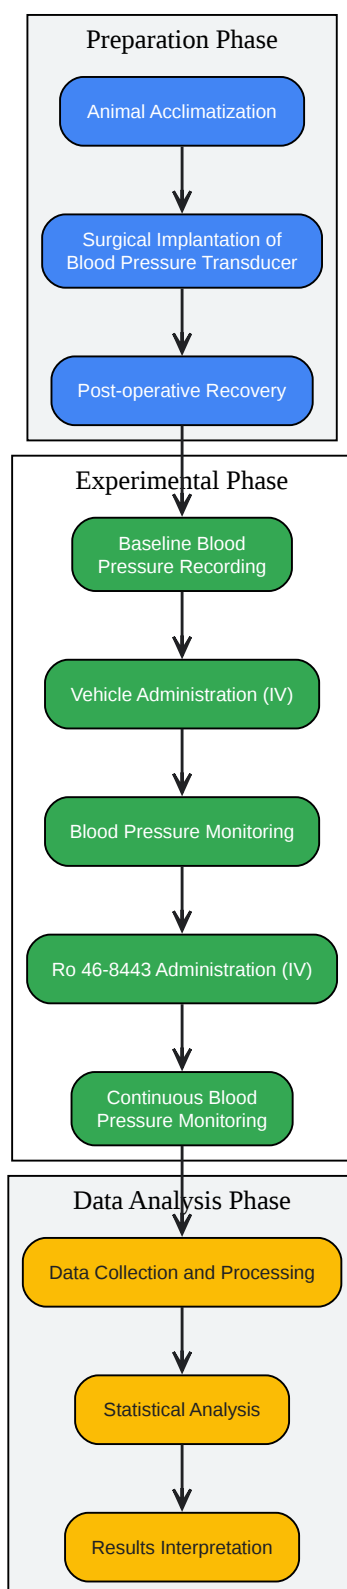 Preparation Phase
Animal Acclimatization
Surgical Implantation of
Blood Pressure Transducer
Post-operative Recovery
Experimental Phase
Baseline Blood
Pressure Recording
Vehicle Administration (IV)
Blood Pressure Monitoring
Ro 46-8443 Administration (IV)
Continuous Blood
Pressure Monitoring
Data Analysis Phase
Data Collection and Processing
Statistical Analysis
Results Interpretation